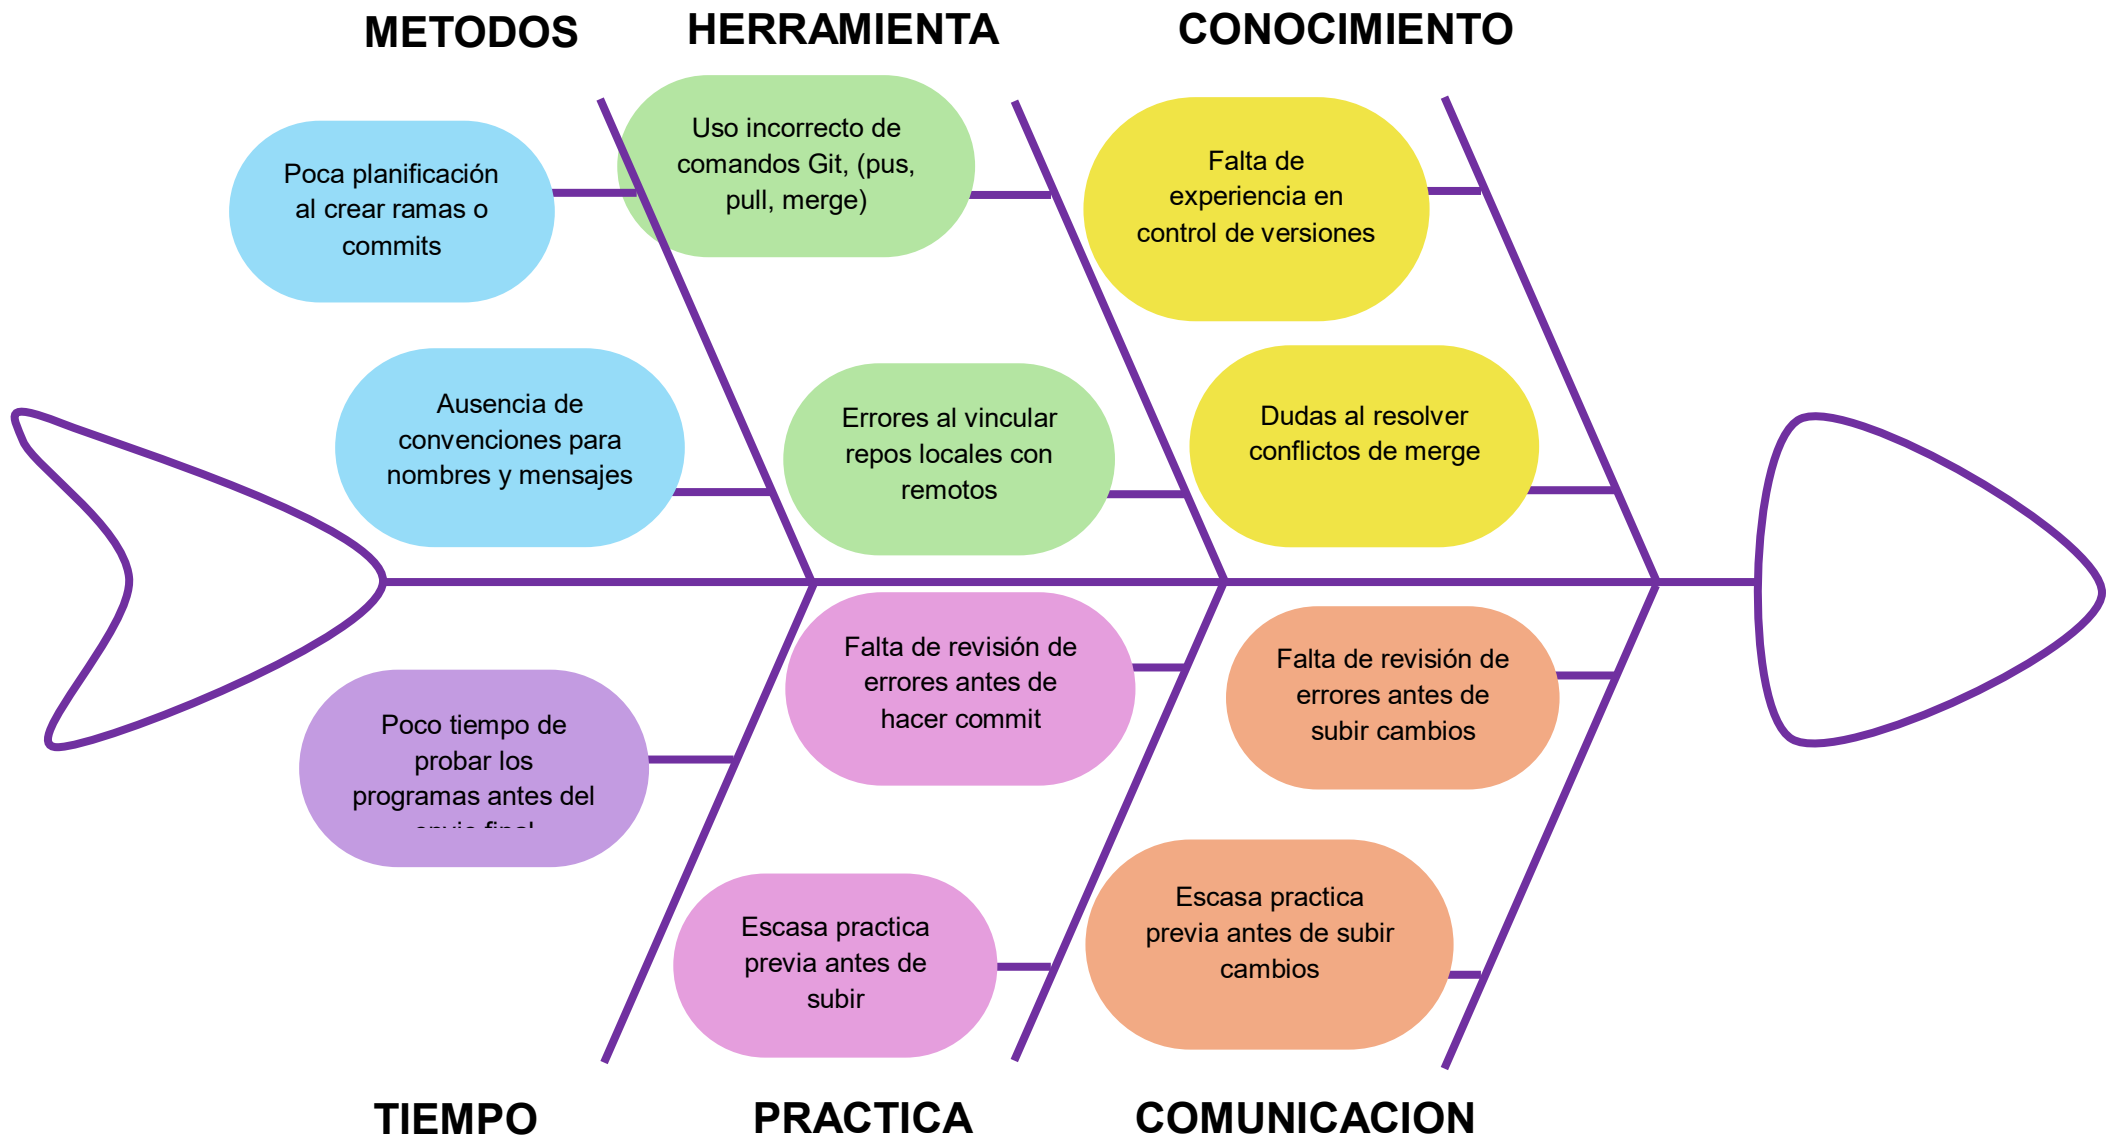 METODOS
HERRAMIENTA
CONOCIMIENTO
Poca planificación
al crear ramas o
commits
Uso incorrecto de
comandos Git, (pus,
pull, merge)
Falta de
experiencia en
control de versiones
Ausencia de
convenciones para
nombres y mensajes
Errores al vincular
repos locales con
remotos
Dudas al resolver
conflictos de merge
Poco tiempo de
probar los
programas antes del
envio final
Falta de revisión de
errores antes de
hacer commit
Falta de revisión de
errores antes de
subir cambios
Escasa practica
previa antes de
subir
Escasa practica
previa antes de subir
cambios
TIEMPO
PRACTICA
COMUNICACION